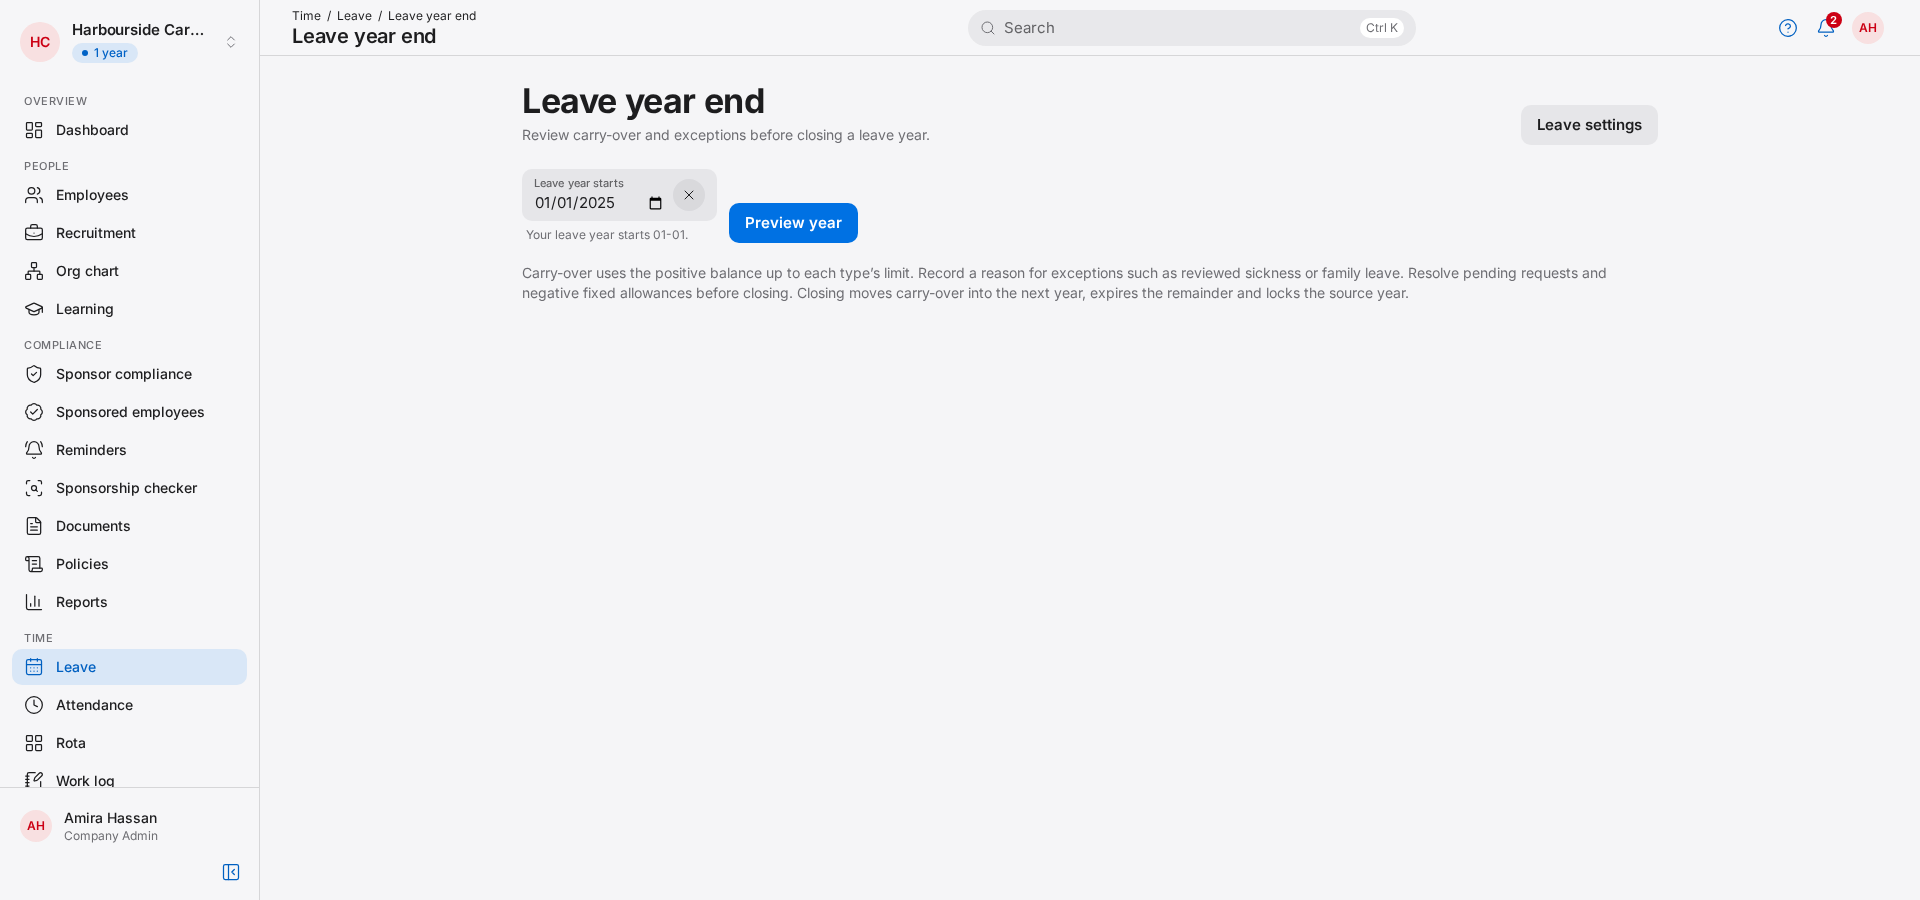 HC
Harbourside Car...
1 year
OVERVIEW
Dashboard
PEOPLE
Employees
Recruitment
Org chart
Learning
COMPLIANCE
Sponsor compliance
Sponsored employees
Reminders
Sponsorship checker
Documents
Policies
Reports
TIME
Leave
Attendance
Rota
Work log
AH
Amira Hassan
Company Admin
Time / Leave / Leave year end
Leave year end
Search
Ctrl K
2
AH
Leave year end
Review carry-over and exceptions before closing a leave year.
Leave settings
Leave year starts
01/01/2025
Your leave year starts 01-01.
Preview year
Carry-over uses the positive balance up to each type’s limit. Record a reason for exceptions such as reviewed sickness or family leave. Resolve pending requests and
negative fixed allowances before closing. Closing moves carry-over into the next year, expires the remainder and locks the source year.